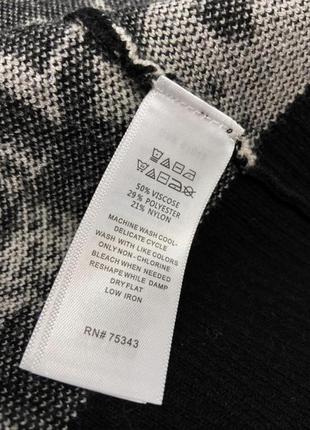 50% VISCOSE
29% POLYESTER
21% NYLON
MACHINE WASH COOL-
DELICATE CYCLE
WASH WITH LIKE COLORS
ONLY NON-CHLORINE
BLEACH WHEN NEEDED
RESHAPE WHILE DAMP
DRY FLAT
LOW IRON
RN# 75343